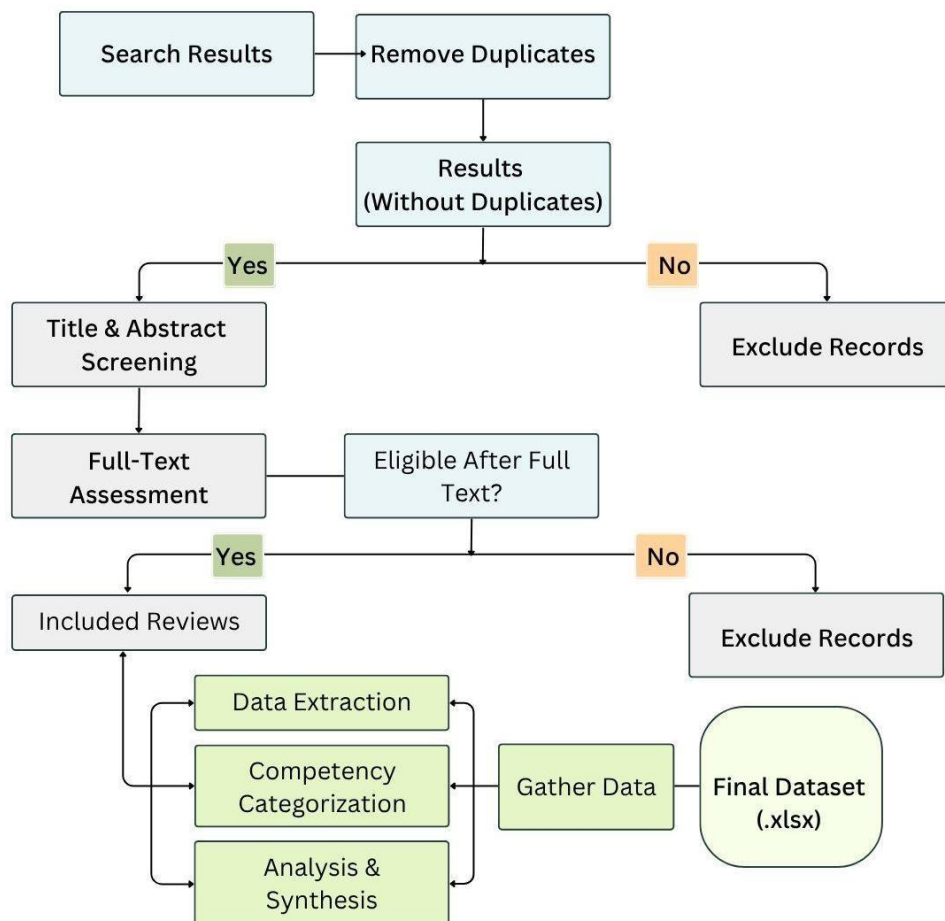 Search Results
Remove Duplicates
Results
(Without Duplicates)
Yes
No
Title & Abstract
Screening
Exclude Records
Full-Text
Assessment
Eligible After Full
Text?
Yes
No
Included Reviews
Exclude Records
Data Extraction
Competency
Categorization
Gather Data
Final Dataset
(.xlsx)
Analysis &
Synthesis